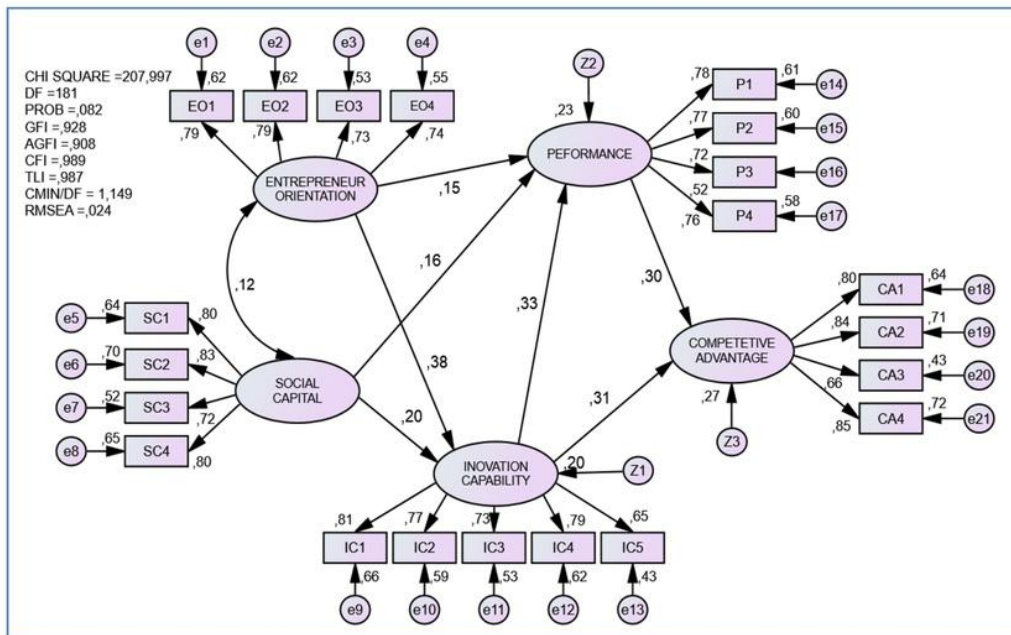 CHI SQUARE =207,997
DF =181
PROB =,082
GFI =,928
AGFI =,908
CFI =,989
TLI =,987
CMIN/DF = 1,149
RMSEA =,024
e1
e2
e3
e4
,62
,62
,53
,55
EO1
EO2
EO3
EO4
,79
,79
,73
,74
ENTREPRENEUR
ORIENTATION
Z2
,23
PEFORMANCE
,78
P1
,61
e14
,77
P2
,60
e15
,72
P3
e16
,52
,76
P4
,58
e17
,15
,16
,12
,33
,30
,38
,20
,31
e5
,64
SC1
,80
e6
,70
SC2
,83
e7
,52
SC3
,72
e8
,65
SC4
,80
SOCIAL
CAPITAL
COMPETETIVE
ADVANTAGE
,80
CA1
,64
e18
,84
CA2
,71
e19
CA3
,43
e20
,66
,85
CA4
,72
e21
,27
Z3
INOVATION
CAPABILITY
,20
Z1
,81
,77
,73
,79
,65
IC1
IC2
IC3
IC4
IC5
,66
,59
,53
,62
,43
e9
e10
e11
e12
e13